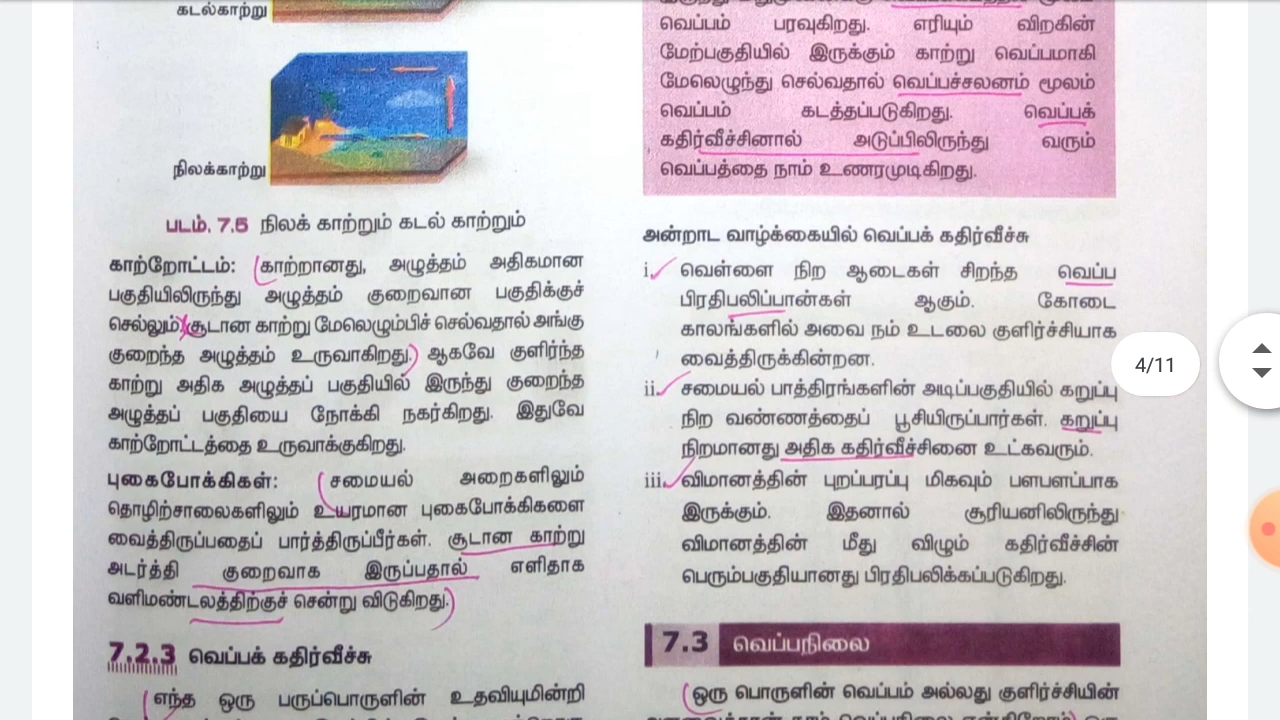 கடல்காற்று
நிலக்காற்று
படம். 7.5 நிலக் காற்றும் கடல் காற்றும்
காற்றோட்டம்: காற்றானது, அழுத்தம் அதிகமான
பகுதியிலிருந்து அழுத்தம் குறைவான பகுதிக்குச்
செல்லும் சூடான காற்று மேலெழும்பிச் செல்வதால் அங்கு
குறைந்த அழுத்தம் உருவாகிறது. ஆகவே குளிர்ந்த
காற்று அதிக அழுத்தப் பகுதியில் இருந்து குறைந்த
அழுத்தப் பகுதியை நோக்கி நகர்கிறது. இதுவே
காற்றோட்டத்தை உருவாக்குகிறது.
புகைபோக்கிகள்: சமையல் அறைகளிலும்
தொழிற்சாலைகளிலும் உயரமான புகைபோக்கிகளை
வைத்திருப்பதைப் பார்த்திருப்பீர்கள். சூடான காற்று
அடர்த்தி குறைவாக இருப்பதால் எளிதாக
வளிமண்டலத்திற்குச் சென்று விடுகிறது.
7.2.3 வெப்பக் கதிர்வீச்சு
எந்த ஒரு பருப்பொருளின் உதவியுமின்றி
வெப்பம் பரவுகிறது. எரியும் விறகின்
மேற்பகுதியில் இருக்கும் காற்று வெப்பமாகி
மேலெழுந்து செல்வதால் வெப்பச்சலனம் மூலம்
வெப்பம் கடத்தப்படுகிறது. வெப்பக்
கதிர்வீச்சினால் அடுப்பிலிருந்து வரும்
வெப்பத்தை நாம் உணரமுடிகிறது.
அன்றாட வாழ்க்கையில் வெப்பக் கதிர்வீச்சு
i. வெள்ளை நிற ஆடைகள் சிறந்த வெப்ப
பிரதிபலிப்பான்கள் ஆகும். கோடை
காலங்களில் அவை நம் உடலை குளிர்ச்சியாக
வைத்திருக்கின்றன.
ii. சமையல் பாத்திரங்களின் அடிப்பகுதியில் கறுப்பு
நிற வண்ணத்தைப் பூசியிருப்பார்கள். கறுப்பு
நிறமானது அதிக கதிர்வீச்சினை உட்கவரும்.
iii. விமானத்தின் புறப்பரப்பு மிகவும் பளபளப்பாக
இருக்கும். இதனால் சூரியனிலிருந்து
விமானத்தின் மீது விழும் கதிர்வீச்சின்
பெரும்பகுதியானது பிரதிபலிக்கப்படுகிறது.
7.3 வெப்பநிலை
ஒரு பொருளின் வெப்பம் அல்லது குளிர்ச்சியின்
4/11